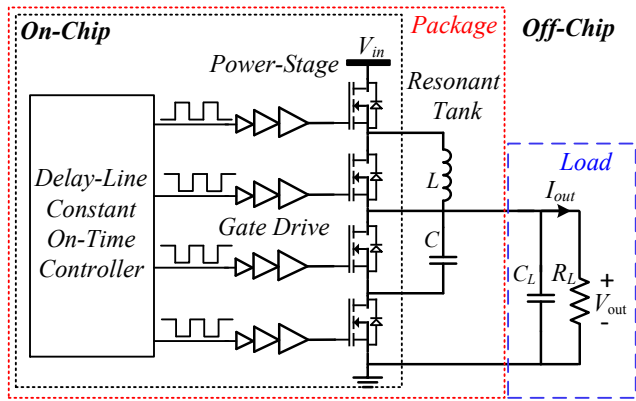 On-Chip
Package
Off-Chip
Power-Stage
V_in
Resonant
Tank
Delay-Line
Constant
On-Time
Controller
Gate Drive
L
C
Load
I_out
C_L
R_L
+
V_out
-